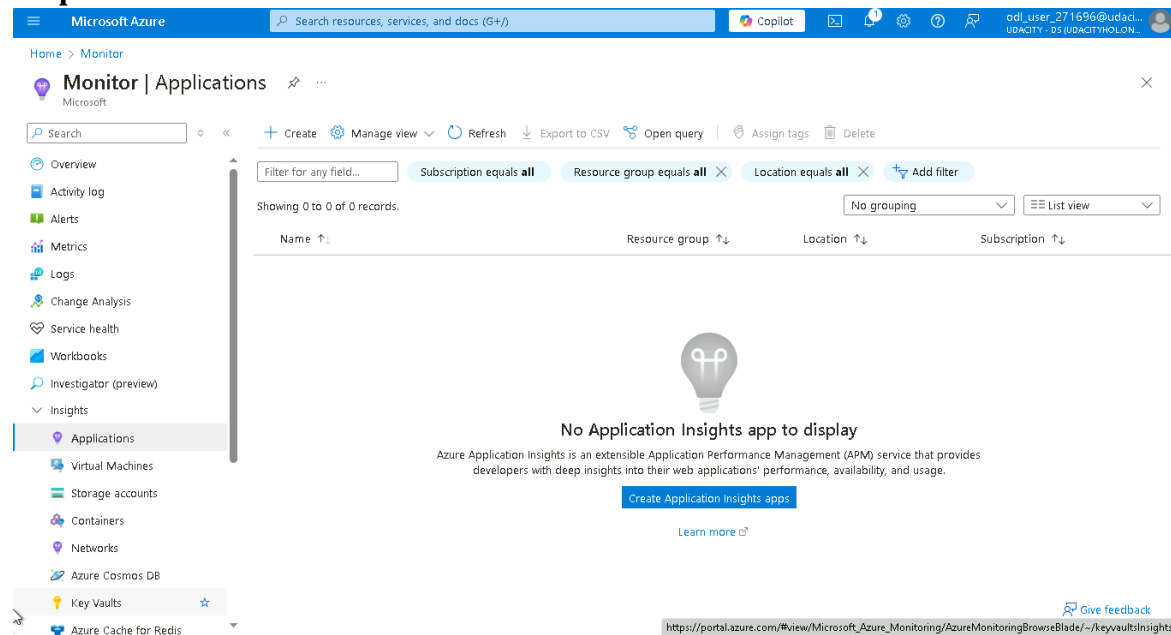 Microsoft Azure
Search resources, services, and docs (G+/)
Copilot
1
odl_user_271696@udaci...
UDACITY - DS (UDACITYHOL.ON...
Home > Monitor
Monitor | Applications
Microsoft
Search
Create
Manage view
Refresh
Export to CSV
Open query
Assign tags
Delete
Overview
Activity log
Alerts
Metrics
Logs
Change Analysis
Service health
Workbooks
Investigator (preview)
Insights
Applications
Virtual Machines
Storage accounts
Containers
Networks
Azure Cosmos DB
Key Vaults
Azure Cache for Redis
Filter for any field...
Subscription equals all
Resource group equals all
Location equals all
Add filter
Showing 0 to 0 of 0 records.
No grouping
List view
Name ↑↓
Resource group ↑↓
Location ↑↓
Subscription ↑↓
No Application Insights app to display
Azure Application Insights is an extensible Application Performance Management (APM) service that provides
developers with deep insights into their web applications' performance, availability, and usage.
Create Application Insights apps
Learn more
Give feedback
https://portal.azure.com/#view/Microsoft_Azure_Monitoring/AzureMonitoringBrowseBlade/~/keyvaultsInsights